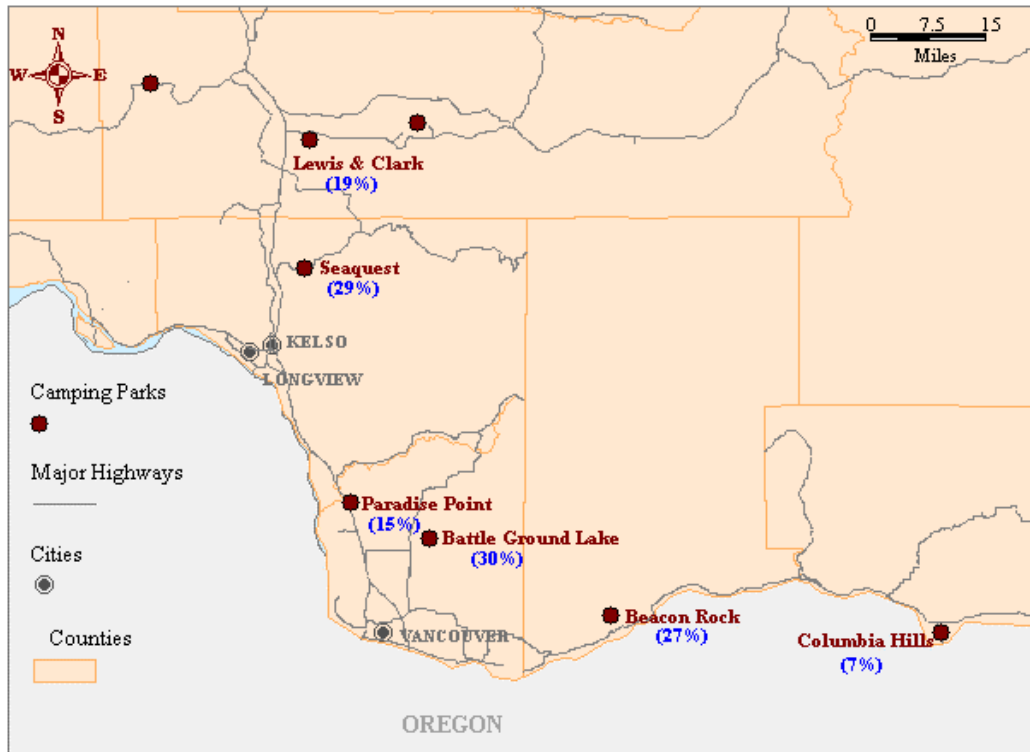 0 7.5 15
Miles
N
W E
S
Lewis & Clark
(19%)
Seaquest
(29%)
KELSO
LONGVIEW
Camping Parks
Major Highways
Cities
Counties
Paradise Point
(15%)
Battle Ground Lake
(30%)
VANCOUVER
Beacon Rock
(27%)
Columbia Hills
(7%)
OREGON